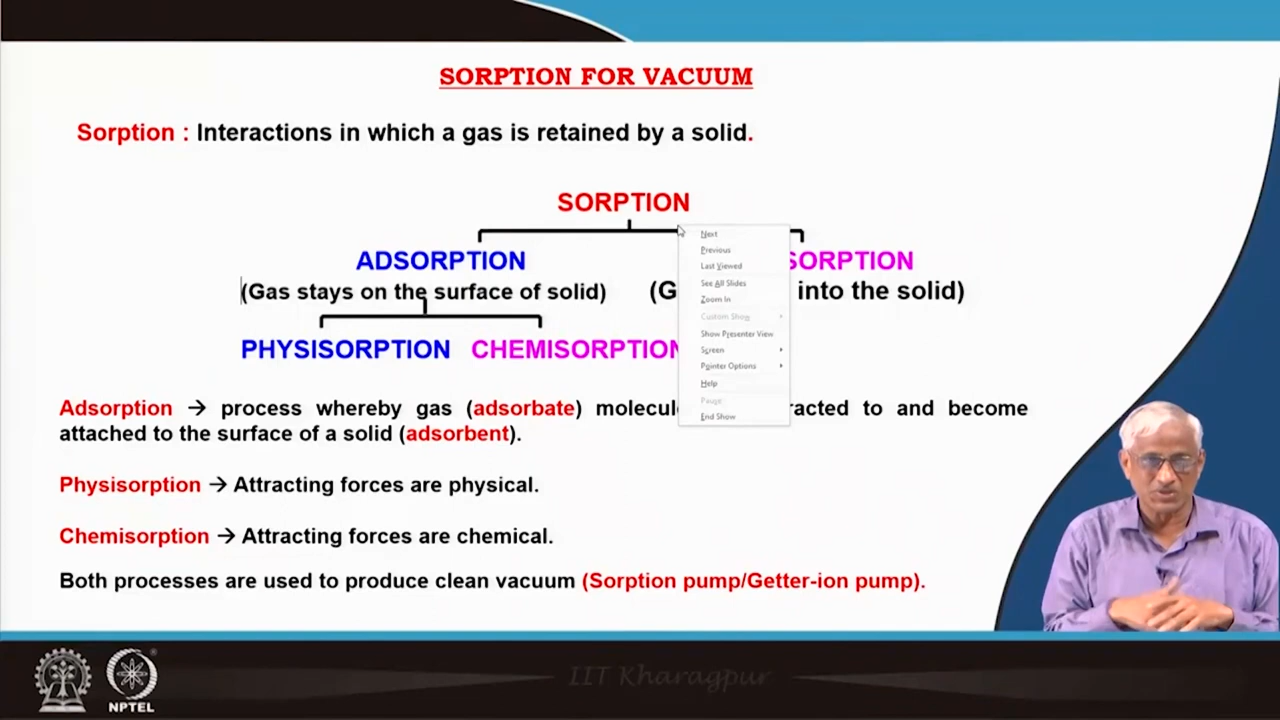 SORPTION FOR VACUUM
Sorption : Interactions in which a gas is retained by a solid.
SORPTION
ADSORPTION SORPTION
(Gas stays on the surface of solid) (G into the solid)
PHYSISORPTION CHEMISORPTION
Next
Previous
Last Viewed
See All Slides
Zoom In
Custom Show
Show Presenter View
Screen
Pointer Options
Help
Pause
End Show
Adsorption → process whereby gas (adsorbate) molecul racted to and become
attached to the surface of a solid (adsorbent).
Physisorption → Attracting forces are physical.
Chemisorption → Attracting forces are chemical.
Both processes are used to produce clean vacuum (Sorption pump/Getter-ion pump).
IIT Kharagpur
NPTEL